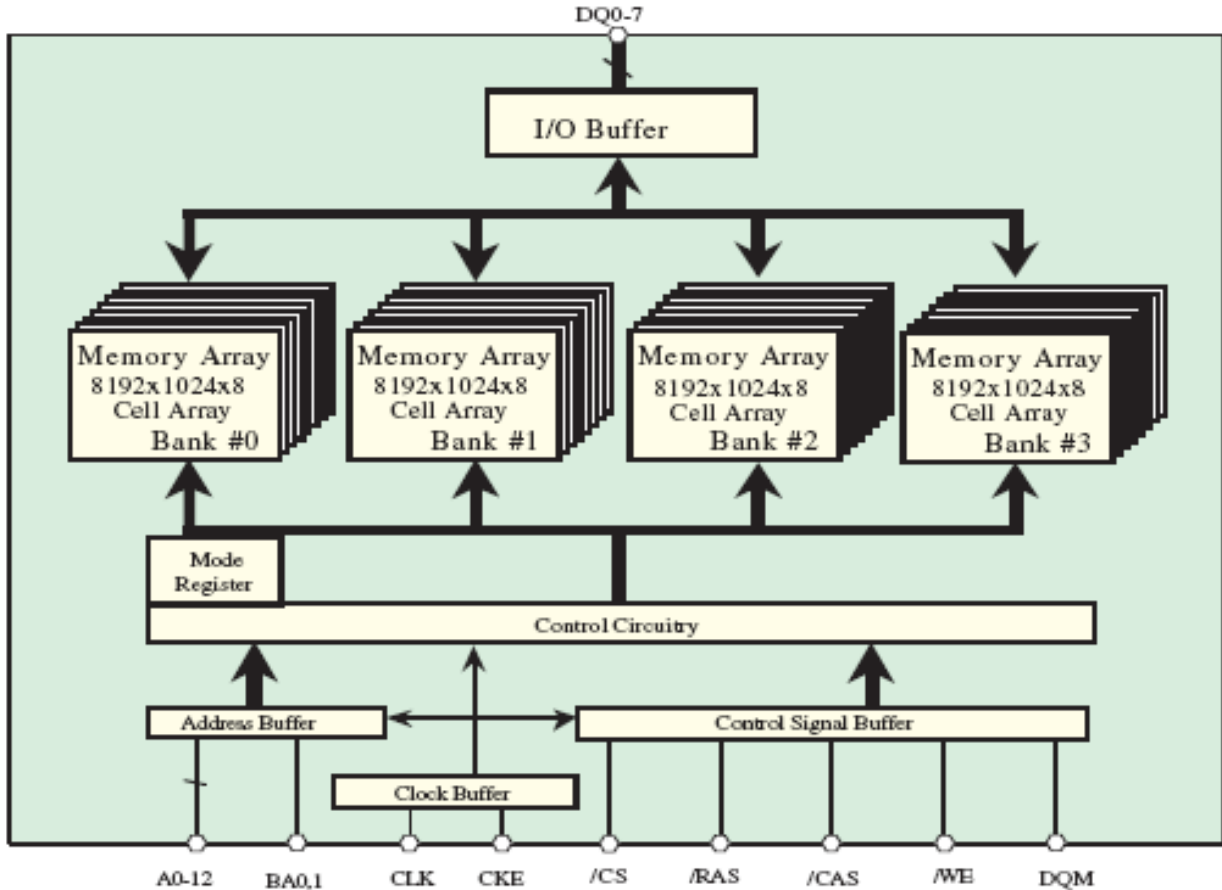 DQ0-7
I/O Buffer
Memory Array
8192x1024x8
Cell Array
Bank #0
Memory Array
8192x1024x8
Cell Array
Bank #1
Memory Array
8192x1024x8
Cell Array
Bank #2
Memory Array
8192x1024x8
Cell Array
Bank #3
Mode
Register
Control Circuitry
Address Buffer
Control Signal Buffer
Clock Buffer
A0-12
BA0,1
CLK
CKE
/CS
/RAS
/CAS
/WE
DQM